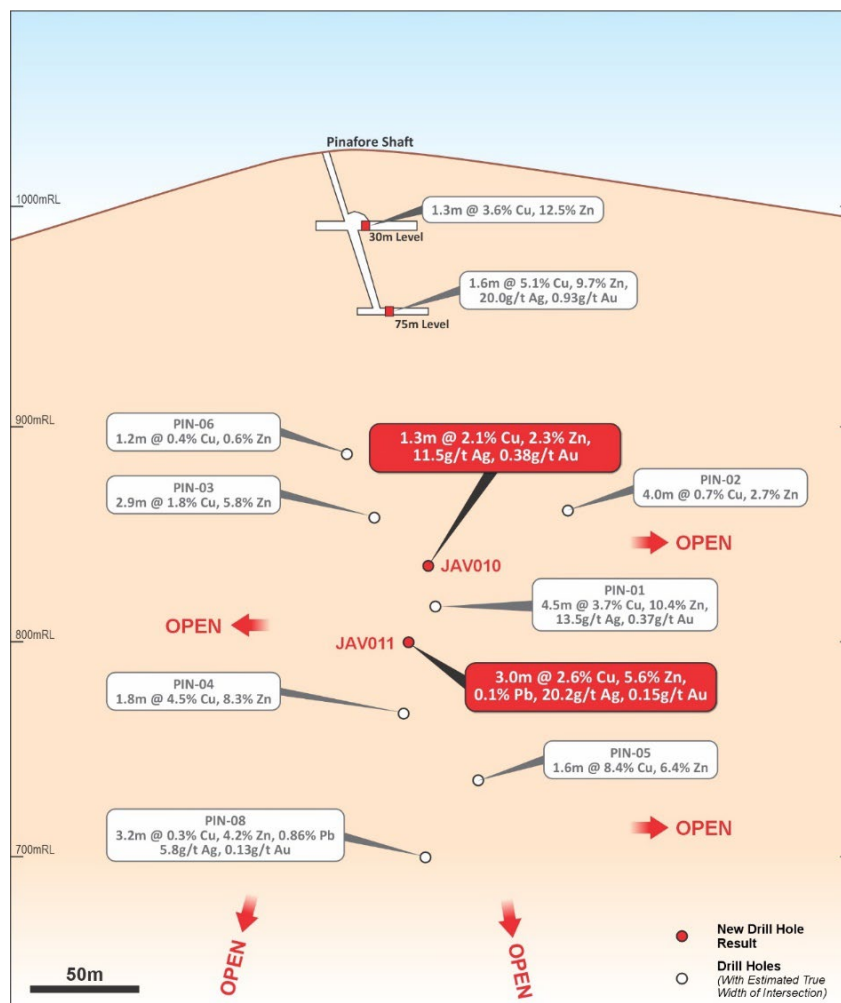 Pinafore Shaft
1000mRL
1.3m @ 3.6% Cu, 12.5% Zn
30m Level
1.6m @ 5.1% Cu, 9.7% Zn,
20.0g/t Ag, 0.93g/t Au
75m Level
900mRL
PIN-06
1.2m @ 0.4% Cu, 0.6% Zn
1.3m @ 2.1% Cu, 2.3% Zn,
11.5g/t Ag, 0.38g/t Au
PIN-02
4.0m @ 0.7% Cu, 2.7% Zn
PIN-03
2.9m @ 1.8% Cu, 5.8% Zn
OPEN
JAV010
PIN-01
4.5m @ 3.7% Cu, 10.4% Zn,
13.5g/t Ag, 0.37g/t Au
OPEN
800mRL
JAV011
3.0m @ 2.6% Cu, 5.6% Zn,
0.1% Pb, 20.2g/t Ag, 0.15g/t Au
PIN-04
1.8m @ 4.5% Cu, 8.3% Zn
PIN-05
1.6m @ 8.4% Cu, 6.4% Zn
PIN-08
3.2m @ 0.3% Cu, 4.2% Zn, 0.86% Pb
5.8g/t Ag, 0.13g/t Au
OPEN
700mRL
OPEN
OPEN
New Drill Hole
Result
Drill Holes
(With Estimated True
Width of Intersection)
50m